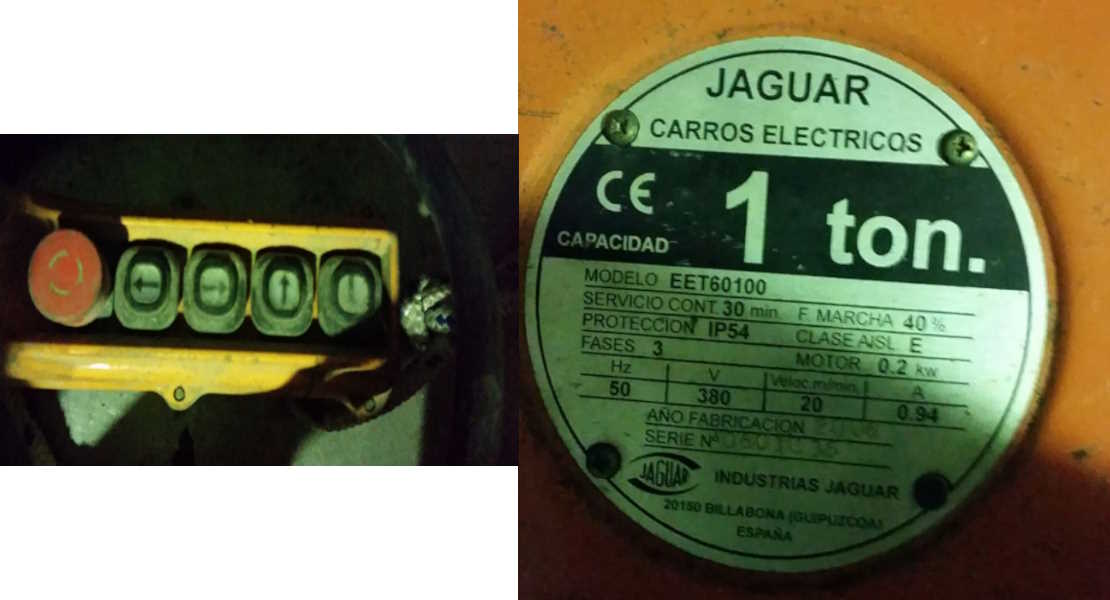 JAGUAR
CARROS ELECTRICOS
CE 1 ton.
CAPACIDAD
MODELO EET60100
SERVICIO CONT. 30 min. F. MARCHA 40 %
PROTECCION IP54 CLASE AISL. E
FASES 3 MOTOR 0.2 kw
Hz V Veloc. m/min. A
50 380 20 0.94
AÑO FABRICACION
SERIE Nº
JAGUAR INDUSTRIAS JAGUAR
20150 BILLABONA (GUIPUZCOA)
ESPAÑA